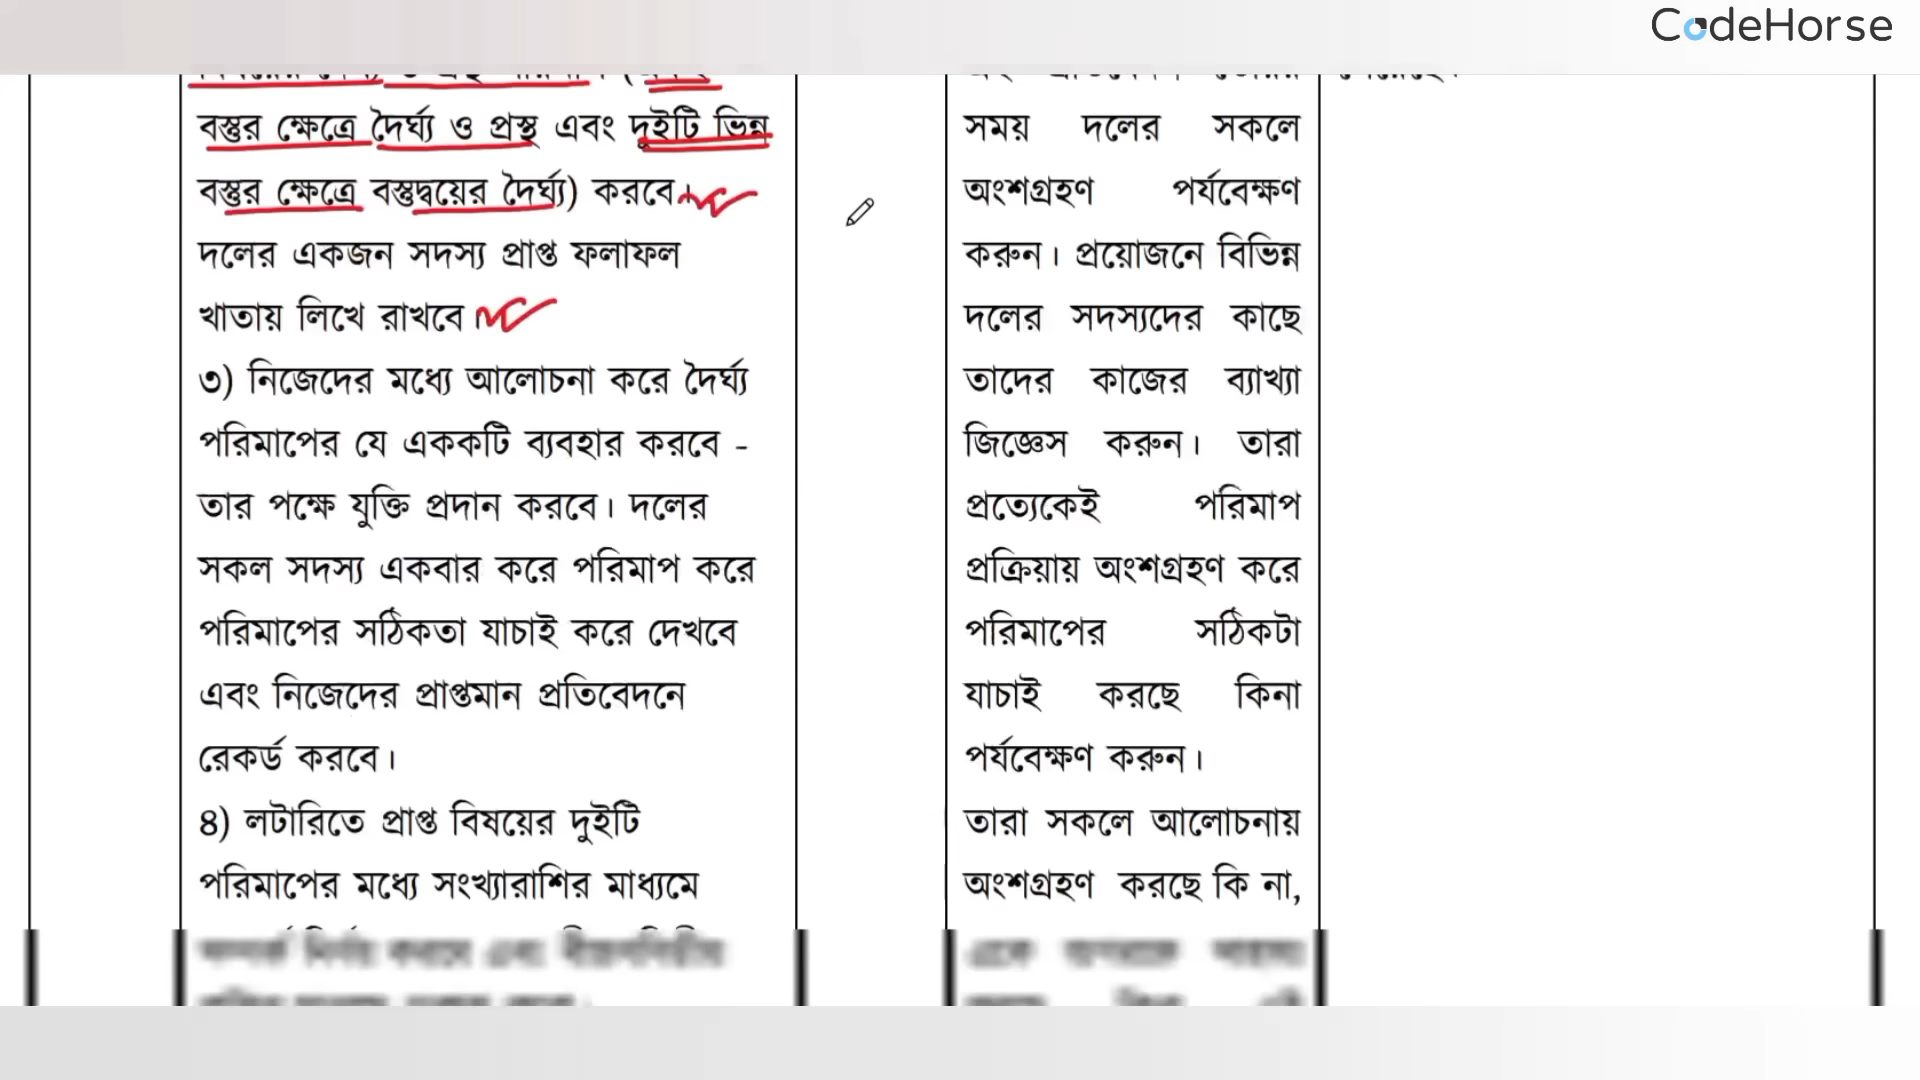 CodeHorse
বস্তুর ক্ষেত্রে দৈর্ঘ্য ও প্রস্থ এবং দুইটি ভিন্ন
বস্তুর ক্ষেত্রে বস্তুদ্বয়ের দৈর্ঘ্য) করবে।
দলের একজন সদস্য প্রাপ্ত ফলাফল
খাতায় লিখে রাখবে।
৩) নিজেদের মধ্যে আলোচনা করে দৈর্ঘ্য
পরিমাপের যে এককটি ব্যবহার করবে -
তার পক্ষে যুক্তি প্রদান করবে। দলের
সকল সদস্য একবার করে পরিমাপ করে
পরিমাপের সঠিকতা যাচাই করে দেখবে
এবং নিজেদের প্রাপ্তমান প্রতিবেদনে
রেকর্ড করবে।
৪) লটারিতে প্রাপ্ত বিষয়ের দুইটি
পরিমাপের মধ্যে সংখ্যারাশির মাধ্যমে
সময় দলের সকলে
অংশগ্রহণ পর্যবেক্ষণ
করুন। প্রয়োজনে বিভিন্ন
দলের সদস্যদের কাছে
তাদের কাজের ব্যাখ্যা
জিজ্ঞেস করুন। তারা
প্রত্যেকেই পরিমাপ
প্রক্রিয়ায় অংশগ্রহণ করে
পরিমাপের সঠিকটা
যাচাই করছে কিনা
পর্যবেক্ষণ করুন।
তারা সকলে আলোচনায়
অংশগ্রহণ করছে কি না,